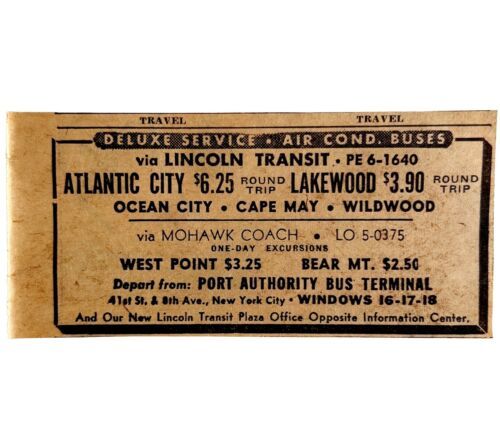 TRAVEL TRAVEL
DELUXE SERVICE • AIR COND. BUSES
via LINCOLN TRANSIT • PE 6-1640
ATLANTIC CITY $6.25 ROUND TRIP LAKEWOOD $3.90 ROUND TRIP
OCEAN CITY • CAPE MAY • WILDWOOD
via MOHAWK COACH • LO 5-0375
ONE-DAY EXCURSIONS
WEST POINT $3.25 BEAR MT. $2.50
Depart from: PORT AUTHORITY BUS TERMINAL
41st St. & 8th Ave., New York City • WINDOWS 16-17-18
And Our New Lincoln Transit Plaza Office Opposite Information Center.